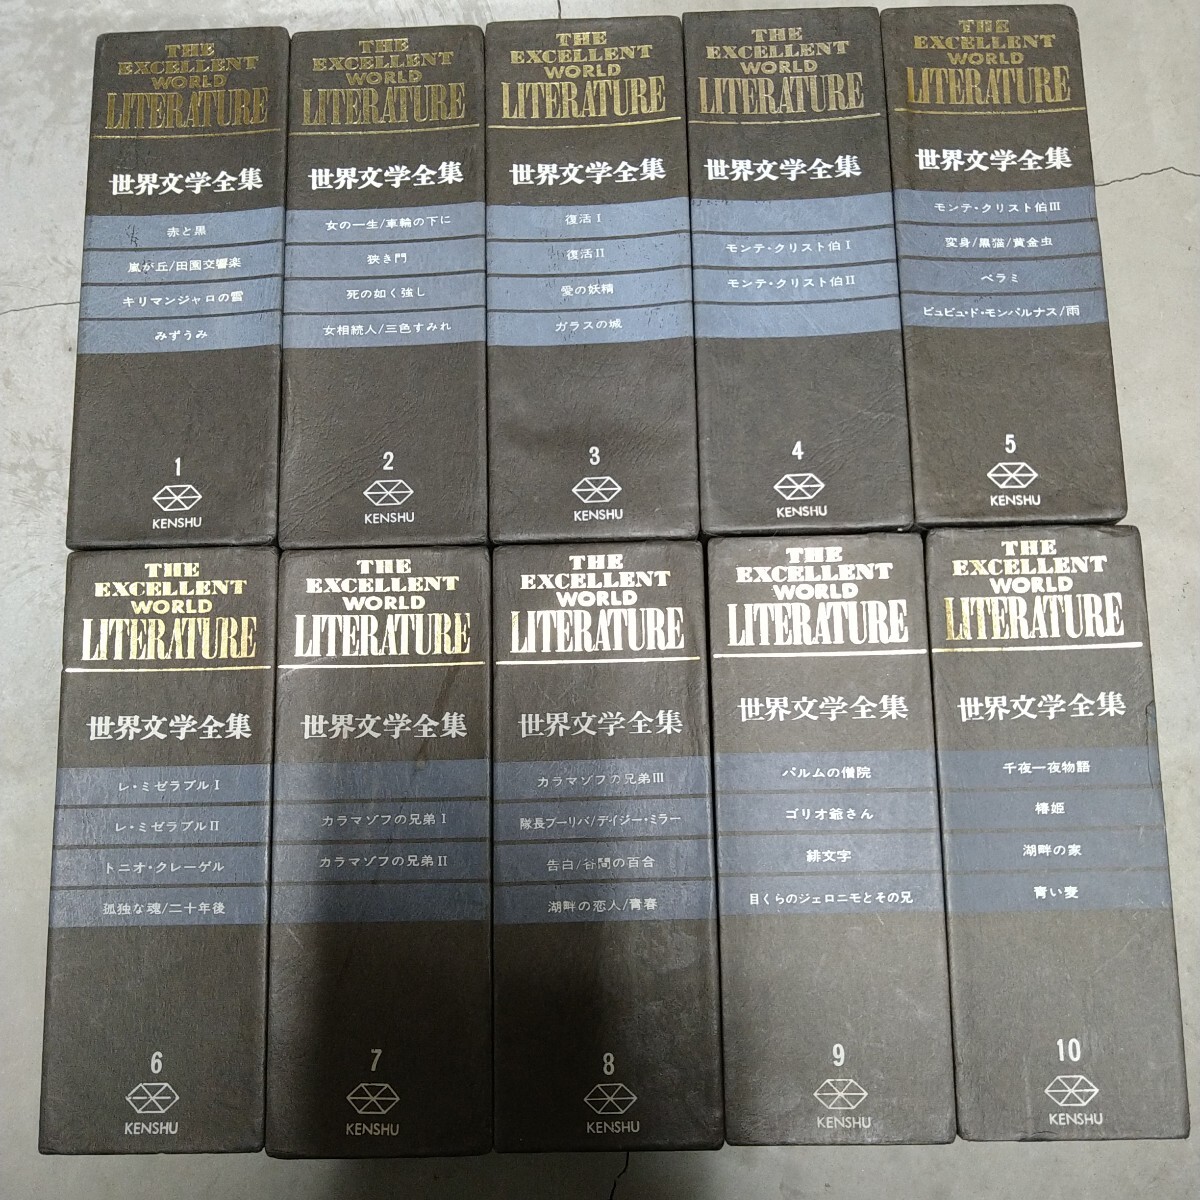 THE
EXCELLENT
WORLD
LITERATURE
世界文学全集
赤と黒
嵐が丘/田園交響楽
キリマンジャロの雪
みずうみ
1
KENSHU
THE
EXCELLENT
WORLD
LITERATURE
世界文学全集
女の一生/車輪の下に
狭き門
死の如く強し
女相続人/三色すみれ
2
KENSHU
THE
EXCELLENT
WORLD
LITERATURE
世界文学全集
復活Ⅰ
復活Ⅱ
愛の妖精
ガラスの城
3
KENSHU
THE
EXCELLENT
WORLD
LITERATURE
世界文学全集
モンテ・クリスト伯Ⅰ
モンテ・クリスト伯Ⅱ
4
KENSHU
THE
EXCELLENT
WORLD
LITERATURE
世界文学全集
モンテ・クリスト伯Ⅲ
変身/黒猫/黄金虫
ベラミ
ビュビュ・ド・モンパルナス/雨
5
KENSHU
THE
EXCELLENT
WORLD
LITERATURE
世界文学全集
レ・ミゼラブルⅠ
レ・ミゼラブルⅡ
トニオ・クレーゲル
孤独な魂/二十年後
6
KENSHU
THE
EXCELLENT
WORLD
LITERATURE
世界文学全集
カラマゾフの兄弟Ⅰ
カラマゾフの兄弟Ⅱ
7
KENSHU
THE
EXCELLENT
WORLD
LITERATURE
世界文学全集
カラマゾフの兄弟Ⅲ
隊長ブーリバ/デイジー・ミラー
告白/谷間の百合
湖畔の恋人/青春
8
KENSHU
THE
EXCELLENT
WORLD
LITERATURE
世界文学全集
パルムの僧院
ゴリオ爺さん
緋文字
目くらのジェロニモとその兄
9
KENSHU
THE
EXCELLENT
WORLD
LITERATURE
世界文学全集
千夜一夜物語
椿姫
湖畔の家
青い麦
10
KENSHU